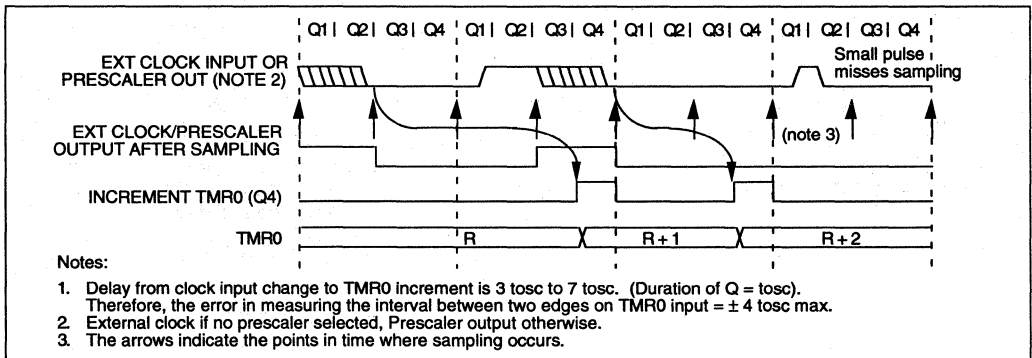 Q1 | Q2 | Q3 | Q4 Q1 | Q2 | Q3 | Q4 Q1 | Q2 | Q3 | Q4 Q1 | Q2 | Q3 | Q4
EXT CLOCK INPUT OR
PRESCALER OUT (NOTE 2)
Small pulse
misses sampling
EXT CLOCK/PRESCALER
OUTPUT AFTER SAMPLING
(note 3)
INCREMENT TMR0 (Q4)
TMR0 R R + 1 R + 2
Notes:
1. Delay from clock input change to TMR0 increment is 3 tosc to 7 tosc. (Duration of Q = tosc).
Therefore, the error in measuring the interval between two edges on TMR0 input = ± 4 tosc max.
2. External clock if no prescaler selected, Prescaler output otherwise.
3. The arrows indicate the points in time where sampling occurs.